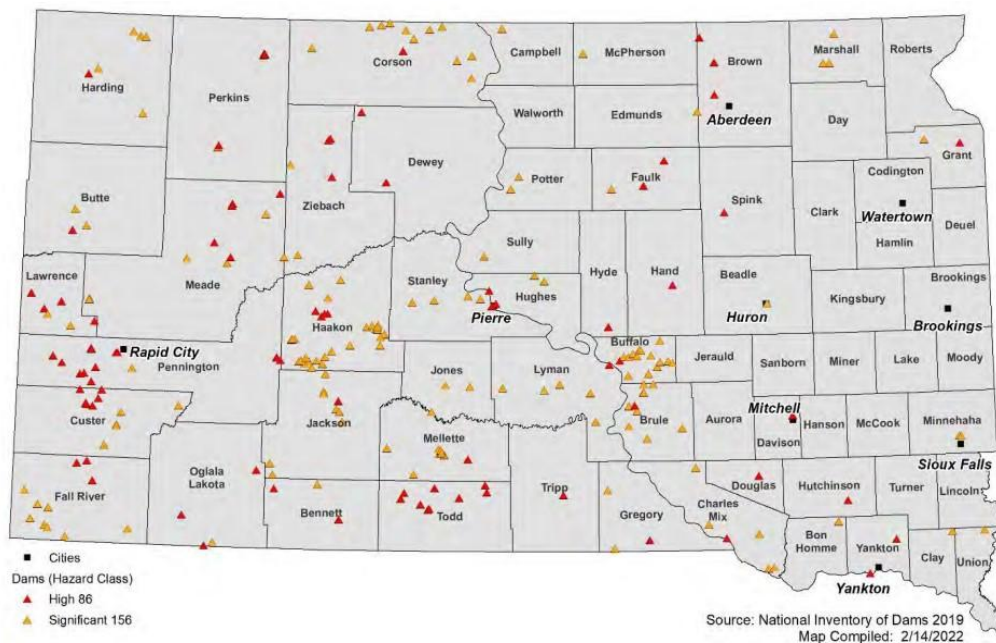 Campbell
McPherson
Brown
Marshall
Roberts
Corson
Harding
Perkins
Walworth
Edmunds
Aberdeen
Day
Dewey
Grant
Potter
Faulk
Codington
Butte
Ziebach
Spink
Clark
Watertown
Deuel
Hamlin
Sully
Lawrence
Stanley
Hyde
Hand
Beadle
Brookings
Meade
Hughes
Kingsbury
Haakon
Pierre
Huron
Brookings
Rapid City
Buffalo
Jerauld
Sanborn
Miner
Lake
Moody
Pennington
Jones
Lyman
Custer
Jackson
Brule
Aurora
Mitchell
Davison
Hanson
McCook
Minnehaha
Mellette
Oglala
Lakota
Tripp
Sioux Falls
Fall River
Bennett
Todd
Gregory
Charles
Mix
Douglas
Hutchinson
Turner
Lincoln
Bon
Homme
Yankton
Clay
Union
Yankton
Cities
Dams (Hazard Class)
High 86
Significant 156
Source: National Inventory of Dams 2019
Map Compiled: 2/14/2022